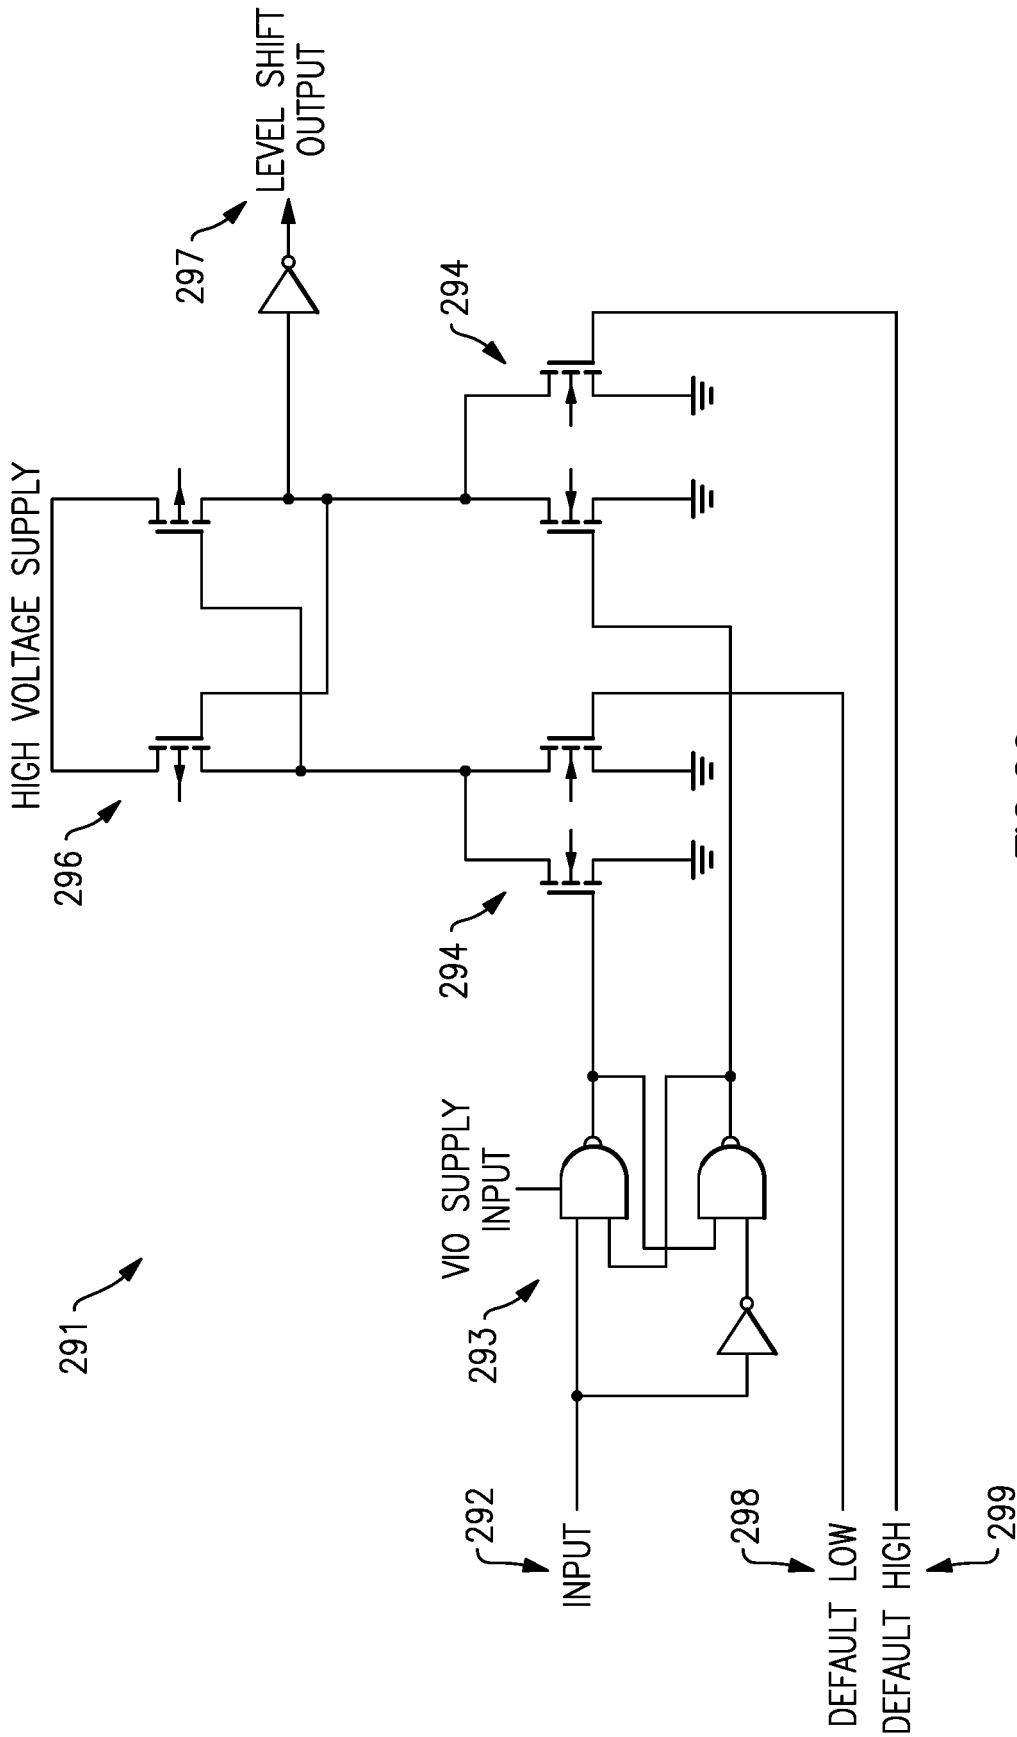 291
HIGH VOLTAGE SUPPLY
296
297
LEVEL SHIFT
OUTPUT
294
294
VIO SUPPLY
INPUT
293
292
INPUT
298
DEFAULT LOW
DEFAULT HIGH
299